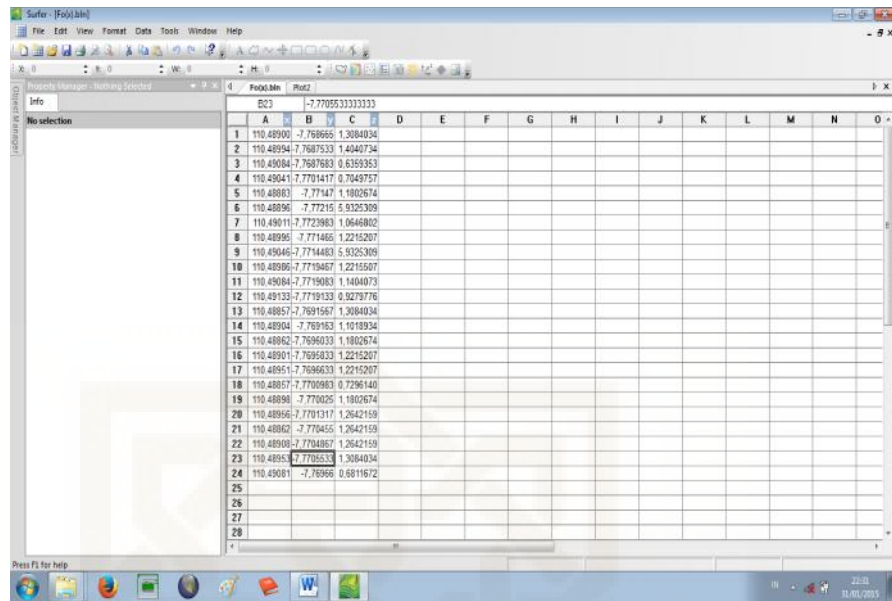 Surfer - [Fo(x).bln]
File Edit View Format Data Tools Window Help
X: 0 Y: 0 W: 0 H: 0
Property Manager - Nothing Selected
Fo(x).bln Plot2
Object Manager
Info
B23 -7,7705533333333
No selection
A x B y C z D E F G H I J K L M N O
1 110,48900 -7,768665 1,3084034
2 110,48994 -7,7687533 1,4040734
3 110,49084 -7,7687683 0,6359353
4 110,49041 -7,7701417 0,7049757
5 110,48883 -7,77147 1,1802674
6 110,48896 -7,77215 5,9325309
7 110,49011 -7,7723983 1,0646802
8 110,48995 -7,771465 1,2215207
9 110,49046 -7,7714483 5,9325309
10 110,48986 -7,7719467 1,2215507
11 110,49084 -7,7719083 1,1404073
12 110,49133 -7,7719133 0,9279776
13 110,48857 -7,7691567 1,3084034
14 110,48904 -7,769163 1,1018934
15 110,48862 -7,7696033 1,1802674
16 110,48901 -7,7695833 1,2215207
17 110,48951 -7,7696633 1,2215207
18 110,48857 -7,7700983 0,7296140
19 110,48898 -7,770025 1,1802674
20 110,48956 -7,7701317 1,2642159
21 110,48862 -7,770455 1,2642159
22 110,48908 -7,7704867 1,2642159
23 110,48953 -7,7705533 1,3084034
24 110,49081 -7,76966 0,6811672
25
26
27
28
Press F1 for help
IN 22:31
31/01/2015